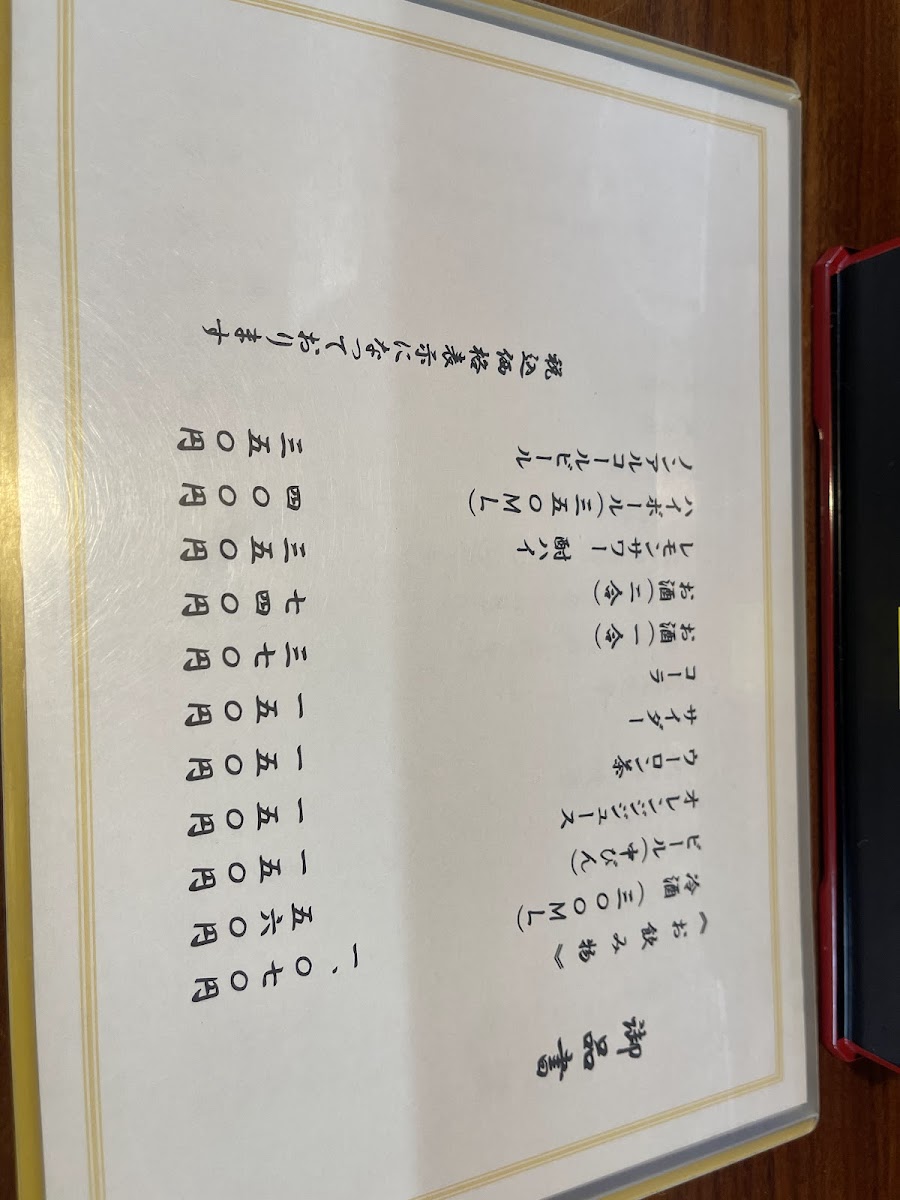 御品書
《お飲み物》
冷酒(三〇〇ML) 一、〇七〇円
ビール(中びん) 五六〇円
オレンジジュース 一五〇円
ウーロン茶 一五〇円
サイダー 一五〇円
コーラ 一五〇円
お酒(一合) 三七〇円
お酒(二合) 七四〇円
レモンサワー 酎ハイ 三五〇円
ハイボール(三五〇ML) 四〇〇円
ノンアルコールビール 三五〇円
税込価格表示になっております